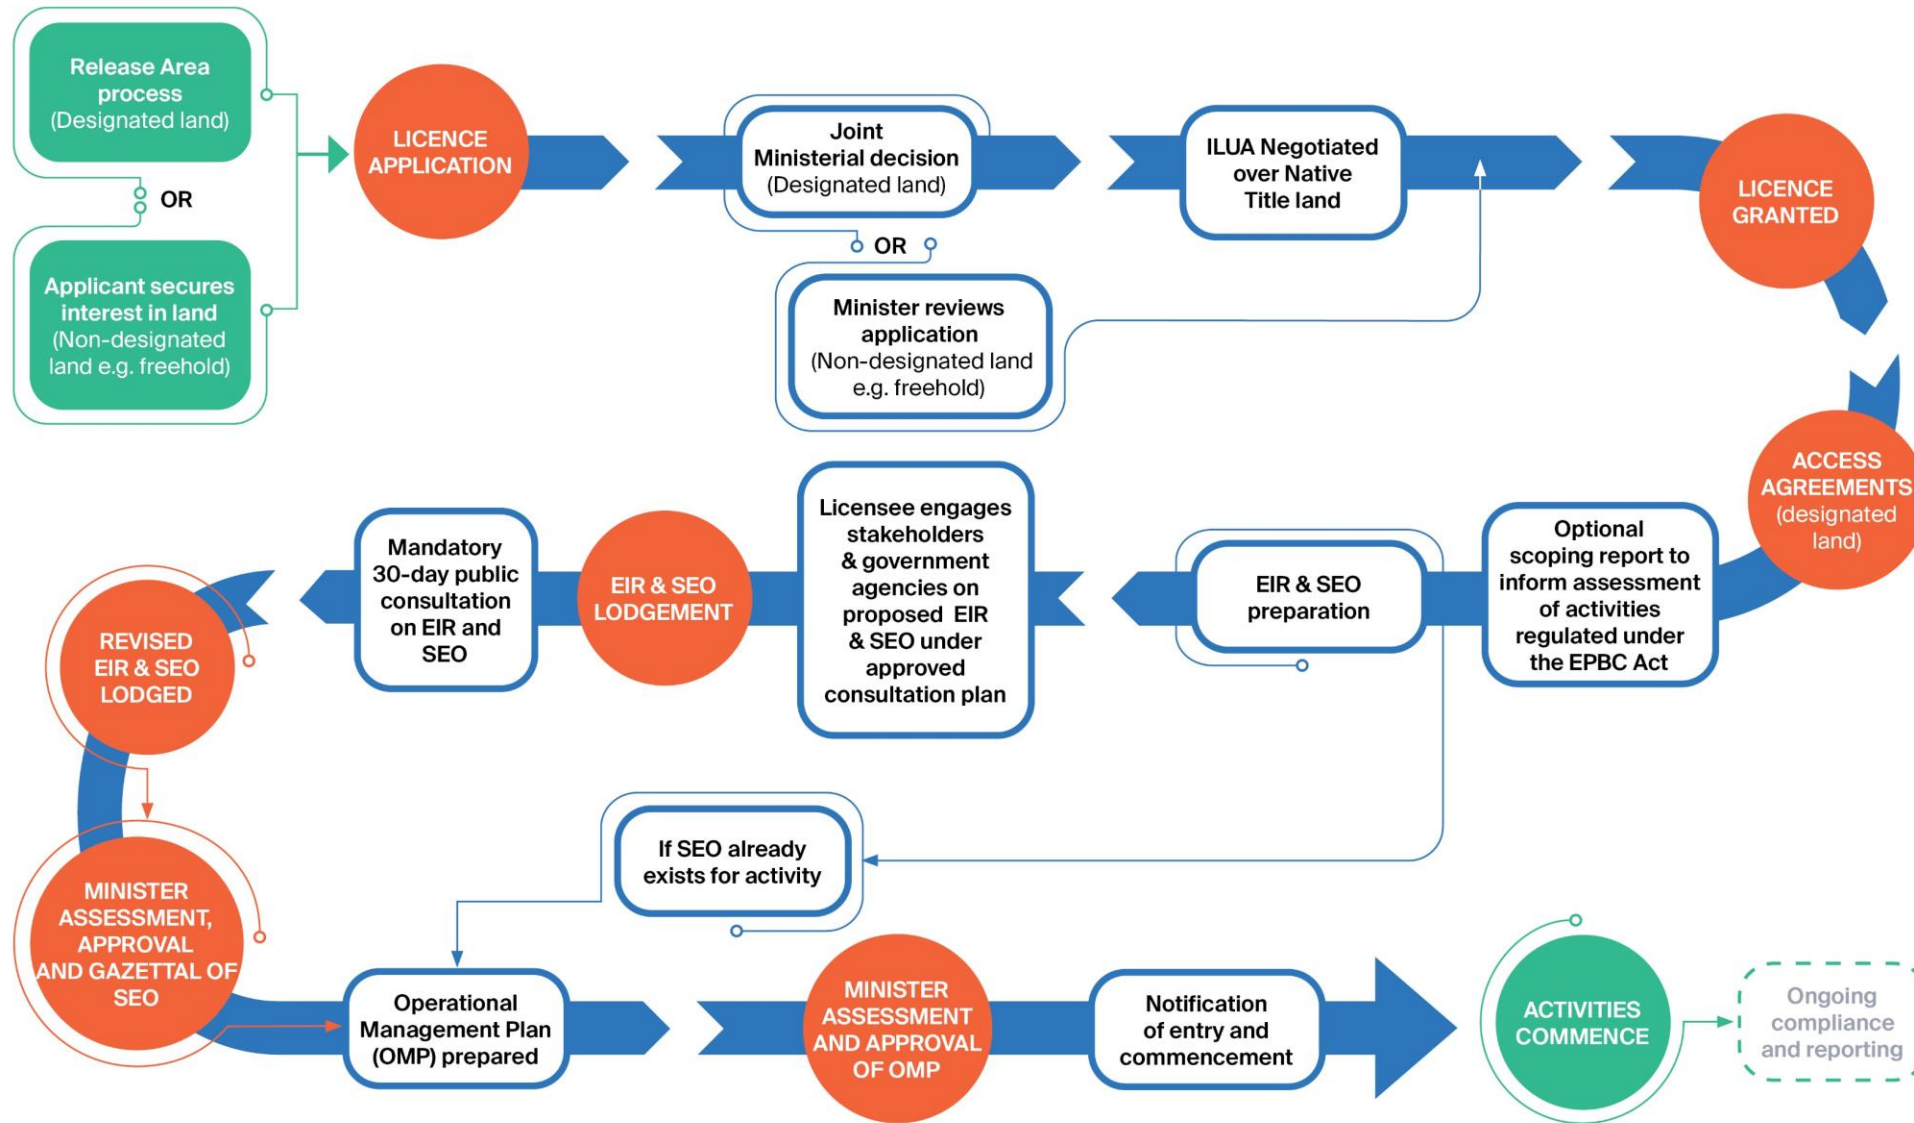 Release Area
process
(Designated land)
OR
Applicant secures
interest in land
(Non-designated
land e.g. freehold)
LICENCE
APPLICATION
Joint
Ministerial decision
(Designated land)
OR
Minister reviews
application
(Non-designated land
e.g. freehold)
ILUA Negotiated
over Native
Title land
LICENCE
GRANTED
ACCESS
AGREEMENTS
(designated
land)
Optional
scoping report to
inform assessment
of activities
regulated under
the EPBC Act
EIR & SEO
preparation
Licensee engages
stakeholders
& government
agencies on
proposed EIR
& SEO under
approved
consultation plan
EIR & SEO
LODGEMENT
Mandatory
30-day public
consultation
on EIR and
SEO
REVISED
EIR & SEO
LODGED
MINISTER
ASSESSMENT,
APPROVAL
AND GAZETTAL OF
SEO
If SEO already
exists for activity
Operational
Management Plan
(OMP) prepared
MINISTER
ASSESSMENT
AND APPROVAL
OF OMP
Notification
of entry and
commencement
ACTIVITIES
COMMENCE
Ongoing
compliance
and reporting